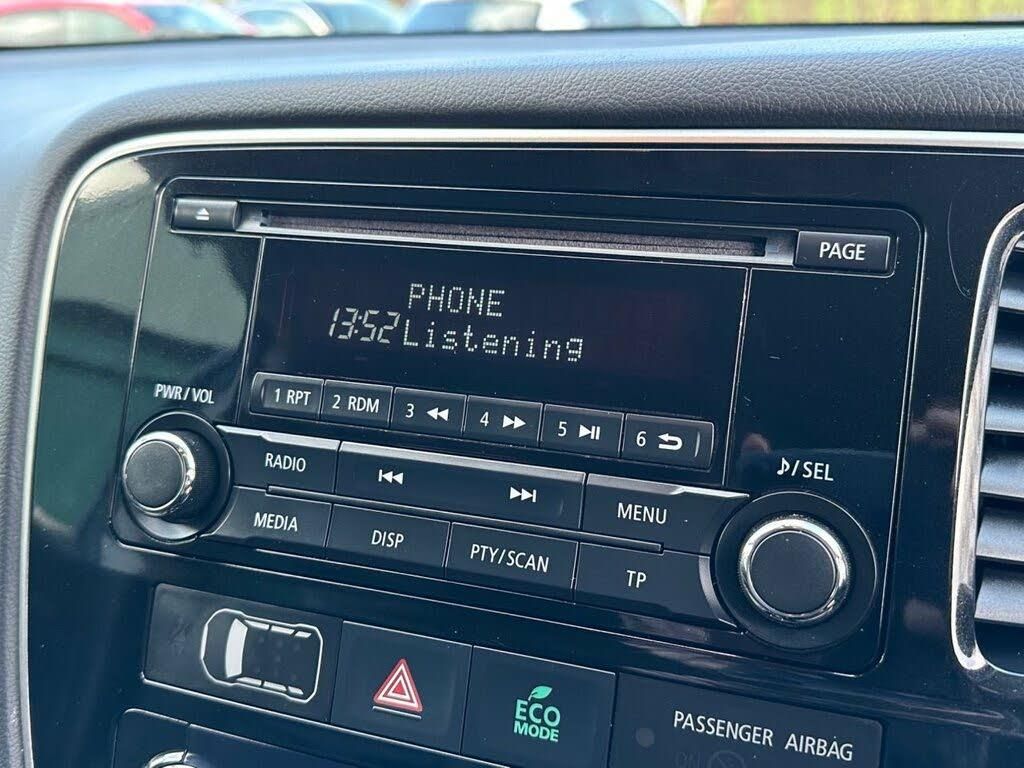 PAGE
PHONE
13:52 Listening
PWR/VOL
1 RPT
2 RDM
3
4
5
6
♪/SEL
RADIO
MENU
MEDIA
DISP
PTY/SCAN
TP
ECO
MODE
PASSENGER AIRBAG
ON